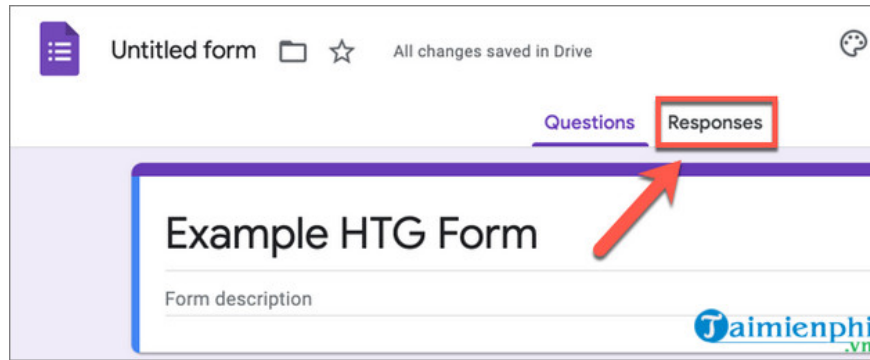 Untitled form
All changes saved in Drive
Questions Responses
Example HTG Form
Form description
Taimienphi
.vn